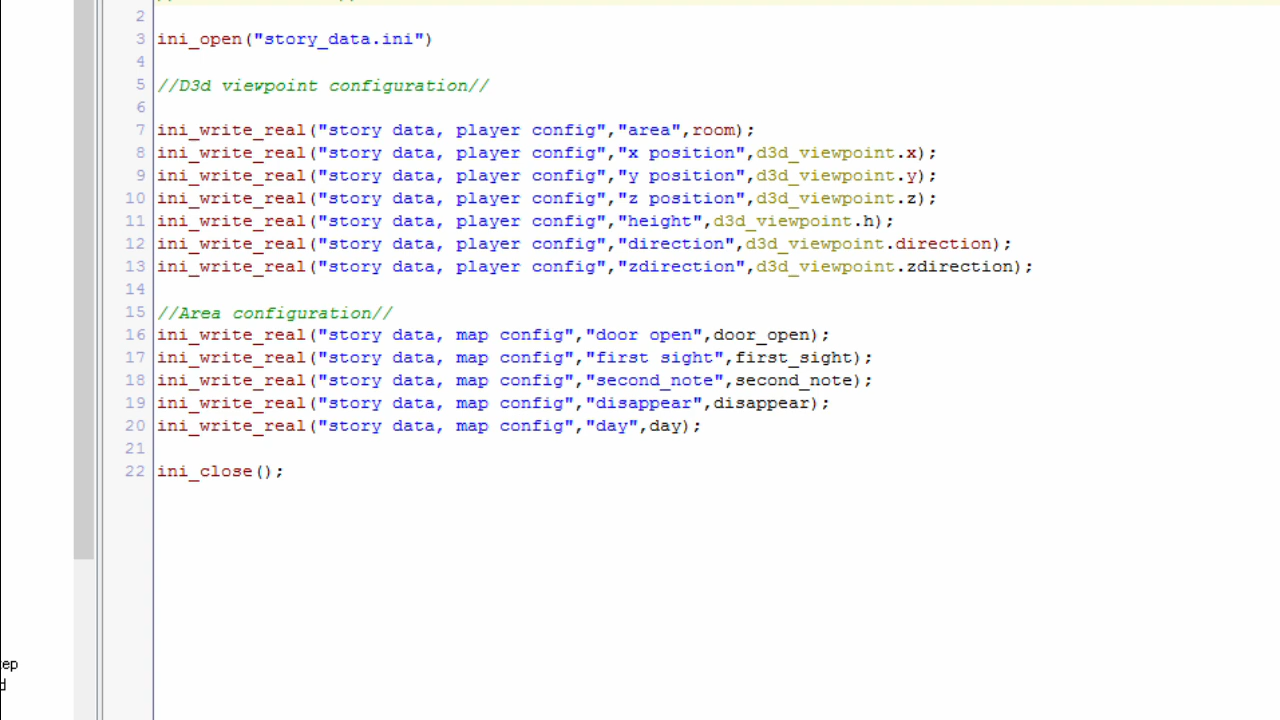 2
3 ini_open("story_data.ini")
4
5 //D3d viewpoint configuration//
6
7 ini_write_real("story data, player config","area",room);
8 ini_write_real("story data, player config","x position",d3d_viewpoint.x);
9 ini_write_real("story data, player config","y position",d3d_viewpoint.y);
10 ini_write_real("story data, player config","z position",d3d_viewpoint.z);
11 ini_write_real("story data, player config","height",d3d_viewpoint.h);
12 ini_write_real("story data, player config","direction",d3d_viewpoint.direction);
13 ini_write_real("story data, player config","zdirection",d3d_viewpoint.zdirection);
14
15 //Area configuration//
16 ini_write_real("story data, map config","door open",door_open);
17 ini_write_real("story data, map config","first sight",first_sight);
18 ini_write_real("story data, map config","second_note",second_note);
19 ini_write_real("story data, map config","disappear",disappear);
20 ini_write_real("story data, map config","day",day);
21
22 ini_close();